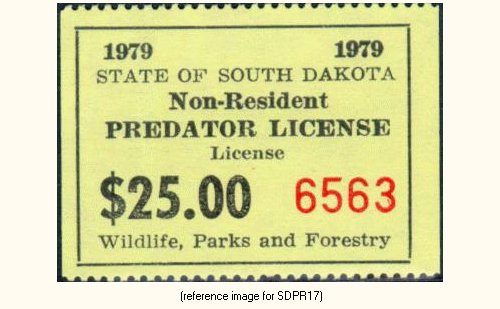 1979 1979
STATE OF SOUTH DAKOTA
Non-Resident
PREDATOR LICENSE
License
$25.00 6563
Wildlife, Parks and Forestry
(reference image for SDPR17)